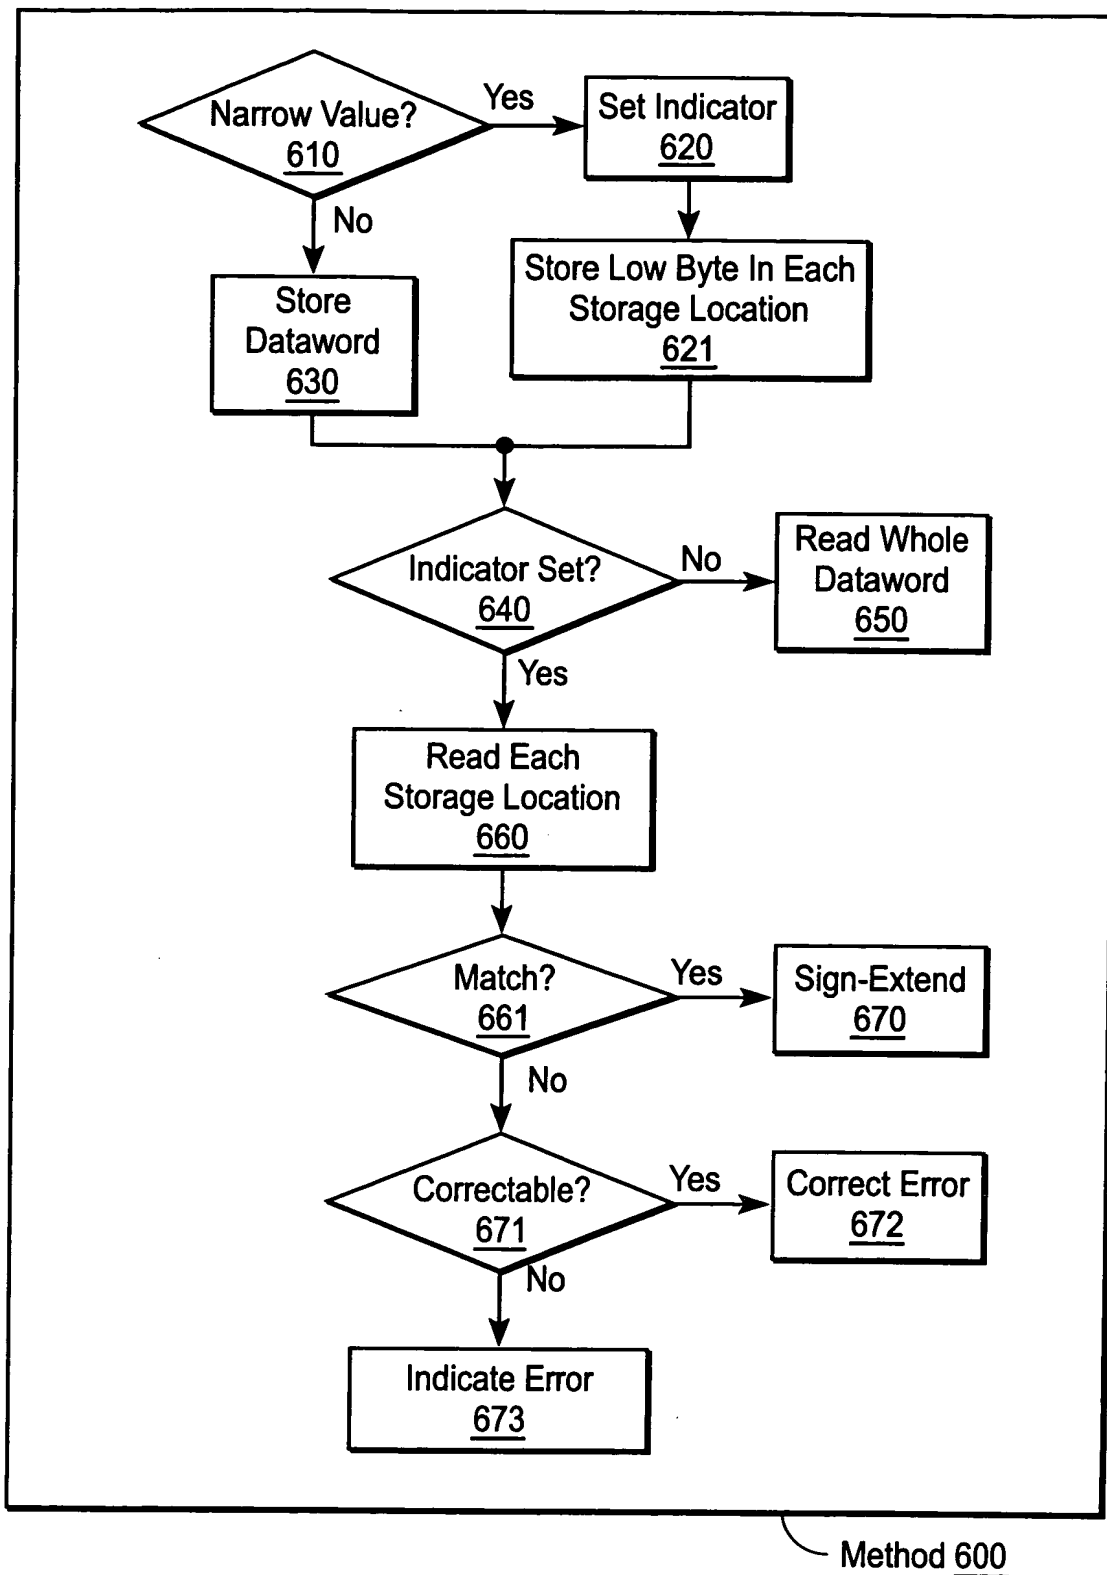 Narrow Value?
610
Yes
Set Indicator
620
No
Store
Dataword
630
Store Low Byte In Each
Storage Location
621
Indicator Set?
640
No
Read Whole
Dataword
650
Yes
Read Each
Storage Location
660
Match?
661
Yes
Sign-Extend
670
No
Correctable?
671
Yes
Correct Error
672
No
Indicate Error
673
Method 600